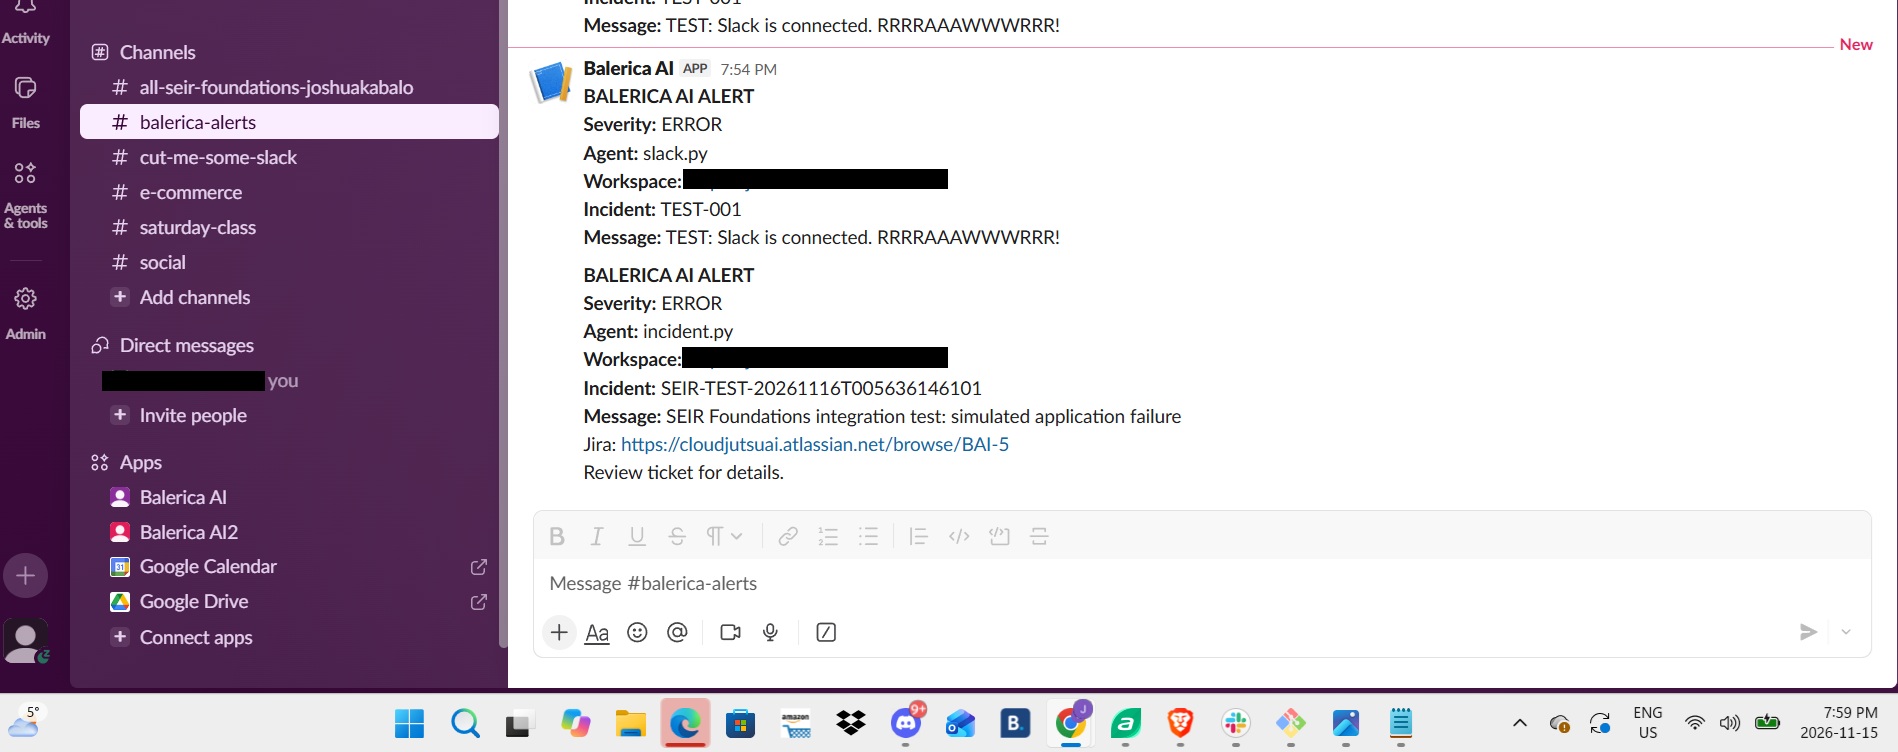 Incident: TEST-001
Message: TEST: Slack is connected. RRRRAAAWWWRRR!
New
Activity
Files
Agents
& tools
Admin
Channels
# all-seir-foundations-joshuakabalo
# balerica-alerts
# cut-me-some-slack
# e-commerce
# saturday-class
# social
+ Add channels
Direct messages
you
+ Invite people
Apps
Balerica AI
Balerica AI2
31 Google Calendar
Google Drive
+ Connect apps
Balerica AI APP 7:54 PM
BALERICA AI ALERT
Severity: ERROR
Agent: slack.py
Workspace:
Incident: TEST-001
Message: TEST: Slack is connected. RRRRAAAWWWRRR!
BALERICA AI ALERT
Severity: ERROR
Agent: incident.py
Workspace:
Incident: SEIR-TEST-20261116T005636146101
Message: SEIR Foundations integration test: simulated application failure
Jira: https://cloudjutsuai.atlassian.net/browse/BAI-5
Review ticket for details.
Message #balerica-alerts
Aa
5°
amazon
9+
B.
J
a
ENG
US
7:59 PM
2026-11-15